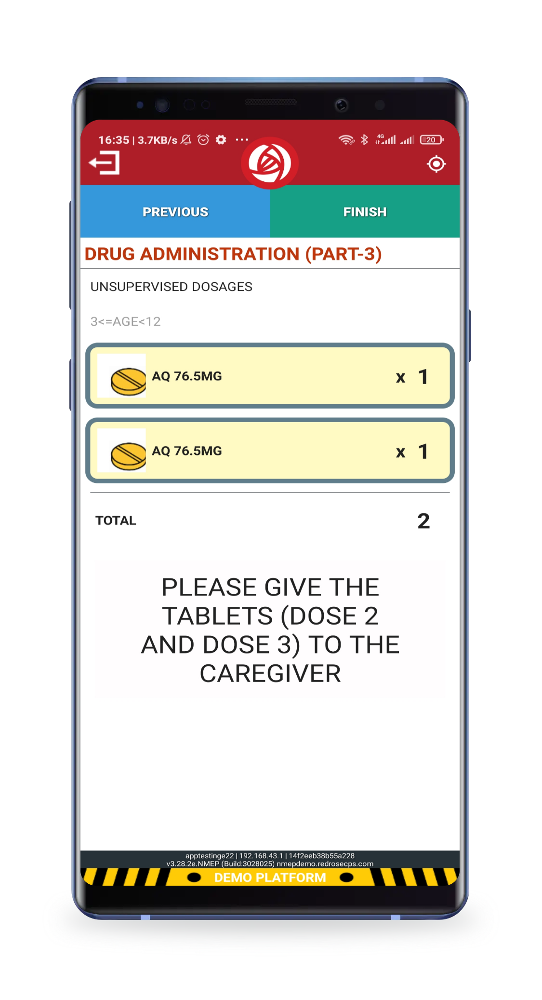 16:35 | 3.7KB/s ... 4G 20
PREVIOUS FINISH
DRUG ADMINISTRATION (PART-3)
UNSUPERVISED DOSAGES
3<=AGE<12
AQ 76.5MG x 1
AQ 76.5MG x 1
TOTAL 2
PLEASE GIVE THE
TABLETS (DOSE 2
AND DOSE 3) TO THE
CAREGIVER
apptestinge22 | 192.168.43.1 | 14f2eeb38b55a228
v3.28.2e.NMEP (Build:3028025) nmepdemo.redrosecps.com
DEMO PLATFORM